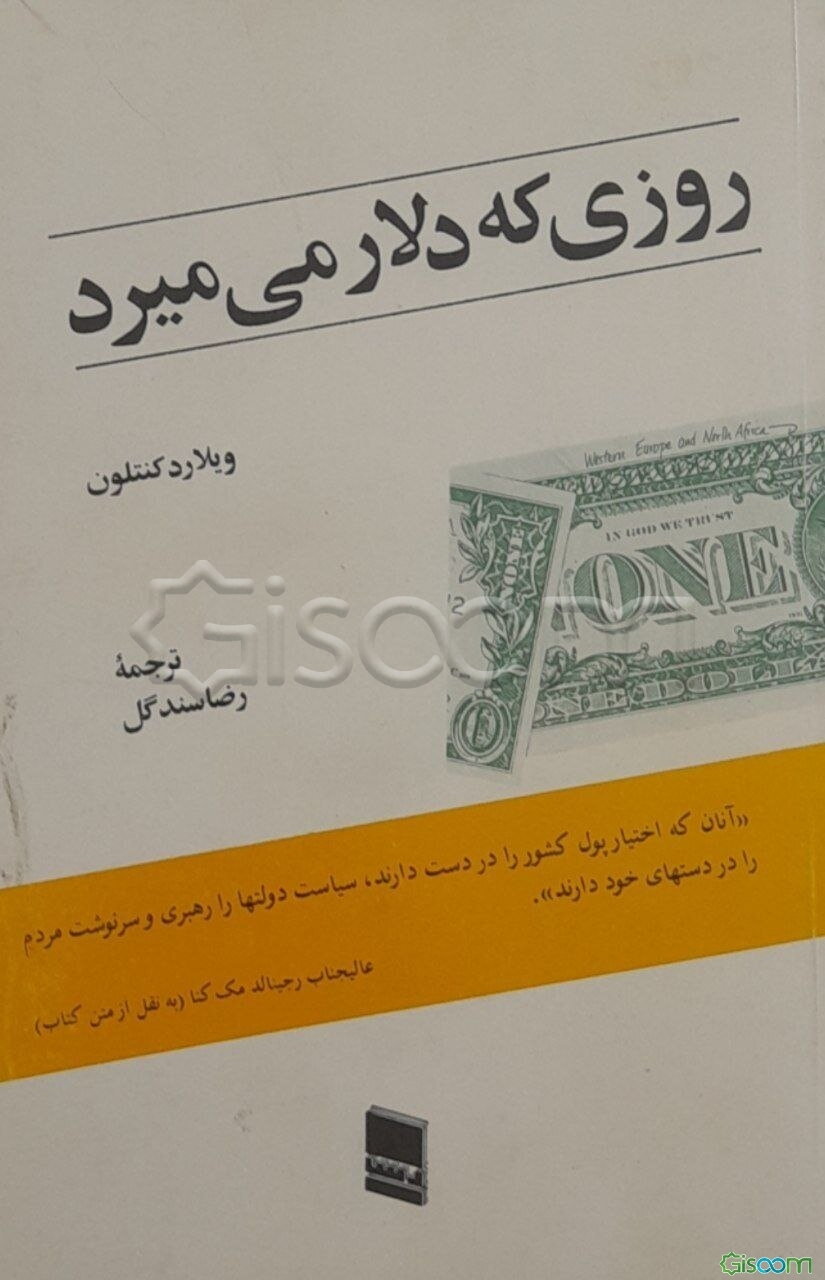 روزی که دلار می میرد
ویلارد کنتلون
Western Europe and North Africa
IN GOD WE TRUST
ONE
ONE
Gisoom
ترجمهٔ
رضا سندگل
«آنان که اختیار پول کشور را در دست دارند، سیاست دولتها را رهبری و سرنوشت مردم
را در دستهای خود دارند».
عالیجناب رجینالد مک کنا (به نقل از متن کتاب)
Gisoom